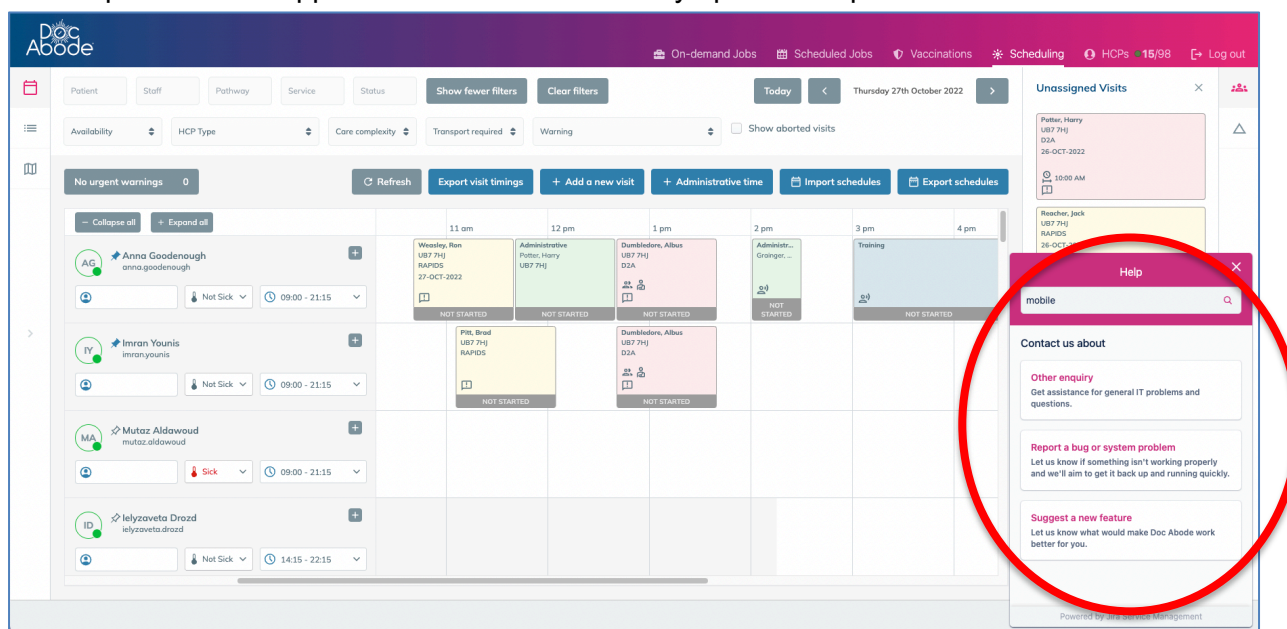 Doc
Abode
On-demand Jobs
Scheduled Jobs
Vaccinations
Scheduling
HCPs 15/98
Log out
Patient
Staff
Pathway
Service
Status
Show fewer filters
Clear filters
Today
<
Thursday 27th October 2022
>
Availability
HCP Type
Care complexity
Transport required
Warning
Show aborted visits
No urgent warnings 0
Refresh
Export visit timings
+ Add a new visit
+ Administrative time
Import schedules
Export schedules
− Collapse all
+ Expand all
11 am
12 pm
1 pm
2 pm
3 pm
4 pm
AG
Anna Goodenough
anna.goodenough
Not Sick
09:00 - 21:15
Weasley, Ron
UB7 7HJ
RAPIDS
27-OCT-2022
NOT STARTED
Administrative
Potter, Harry
UB7 7HJ
NOT STARTED
Dumbledore, Albus
UB7 7HJ
D2A
NOT STARTED
Administr...
Grainger, ...
NOT
STARTED
Training
NOT STARTED
IY
Imran Younis
imran.younis
Not Sick
09:00 - 21:15
Pitt, Brad
UB7 7HJ
RAPIDS
NOT STARTED
Dumbledore, Albus
UB7 7HJ
D2A
NOT STARTED
MA
Mutaz Aldawoud
mutaz.aldawoud
Sick
09:00 - 21:15
ID
Ielyzaveta Drozd
ielyzaveta.drozd
Not Sick
14:15 - 22:15
Unassigned Visits
Potter, Harry
UB7 7HJ
D2A
26-OCT-2022
10:00 AM
Reacher, Jack
UB7 7HJ
RAPIDS
Help
mobile
Contact us about
Other enquiry
Get assistance for general IT problems and
questions.
Report a bug or system problem
Let us know if something isn't working properly
and we'll aim to get it back up and running quickly.
Suggest a new feature
Let us know what would make Doc Abode work
better for you.
Powered by Jira Service Management